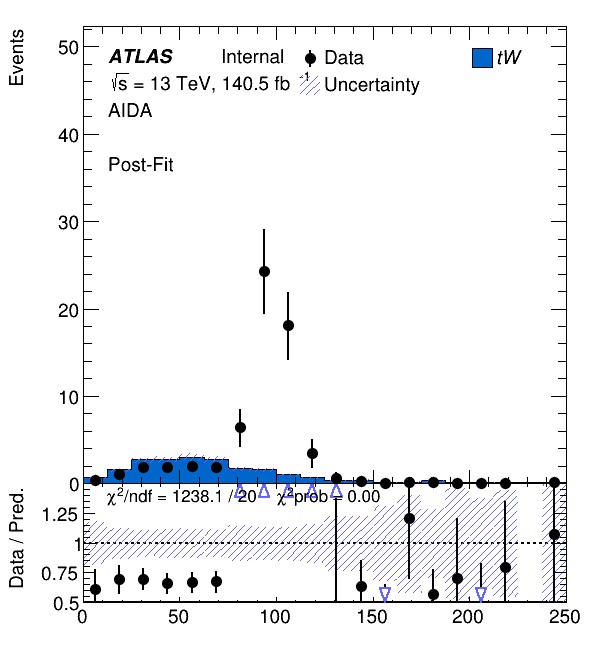 Events
50
ATLAS Internal Data tW
√s = 13 TeV, 140.5 fb⁻¹ Uncertainty
AIDA
40
Post-Fit
30
20
10
0
χ²/ndf = 1238.1 / 20 χ²prob = 0.00
Data / Pred.
1.25
1
0.75
0.5
0 50 100 150 200 250